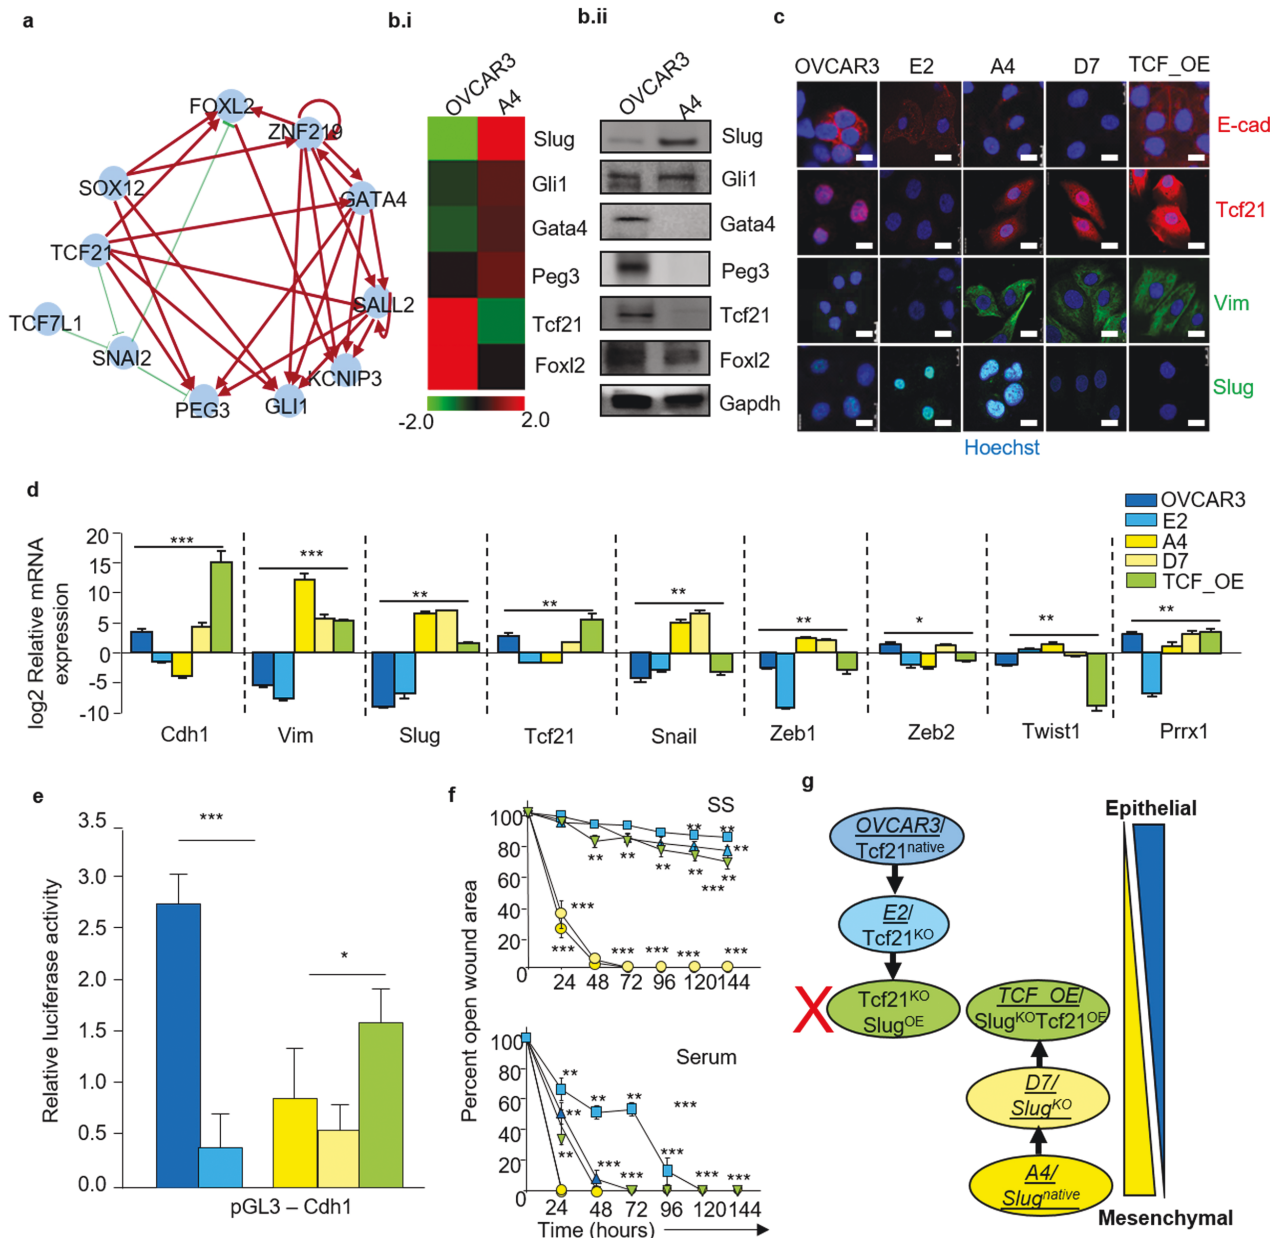 a
FOXL2
ZNF219
SOX12
GATA4
TCF21
SALL2
TCF7L1
SNAI2
KCNIP3
PEG3
GLI1
b.i
OVCAR3
A4
Slug
Gli1
Gata4
Peg3
Tcf21
Foxl2
-2.0
2.0
b.ii
OVCAR3
A4
Slug
Gli1
Gata4
Peg3
Tcf21
Foxl2
Gapdh
c
OVCAR3 E2 A4 D7 TCF_OE
E-cad
Tcf21
Vim
Slug
Hoechst
d
OVCAR3
E2
A4
D7
TCF_OE
log2 Relative mRNA
expression
20
15
10
5
0
-5
-10
*** *** ** ** ** ** * ** **
Cdh1 Vim Slug Tcf21 Snail Zeb1 Zeb2 Twist1 Prrx1
e
Relative luciferase activity
3.5
3.0
2.5
2.0
1.5
1.0
0.5
0.0
***
*
pGL3 – Cdh1
f
Percent open wound area
SS
100
80
60
40
20
0
** ** ** ** ** ** ** ***
*** *** *** *** *** ***
24 48 72 96 120 144
Serum
100
80
60
40
20
0
** ** ** ***
** ***
** *** *** *** ***
24 48 72 96 120 144
Time (hours)
g
Epithelial
OVCAR3/
Tcf21native
E2/
Tcf21KO
X
Tcf21KO
SlugOE
TCF_OE/
SlugKOTcf21OE
D7/
SlugKO
A4/
Slugnative
Mesenchymal